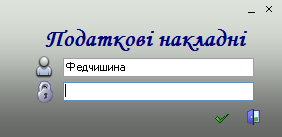 Податкові накладні
Федчишина